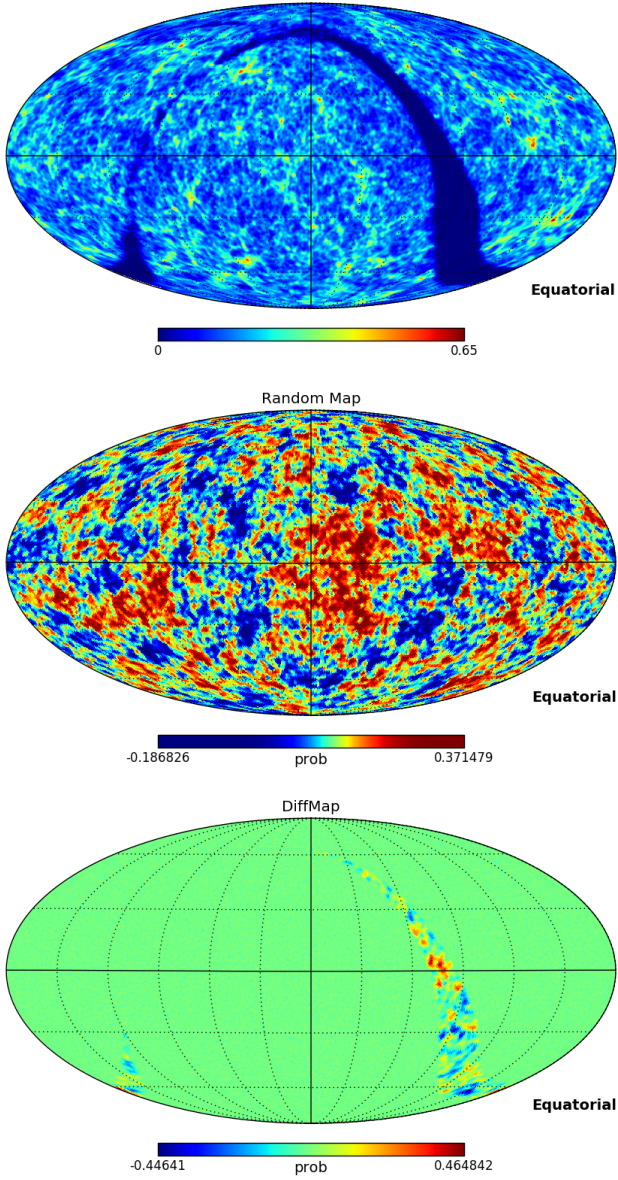 Equatorial
0 0.65
Random Map
Equatorial
-0.186826 prob 0.371479
DiffMap
Equatorial
-0.44641 prob 0.464842